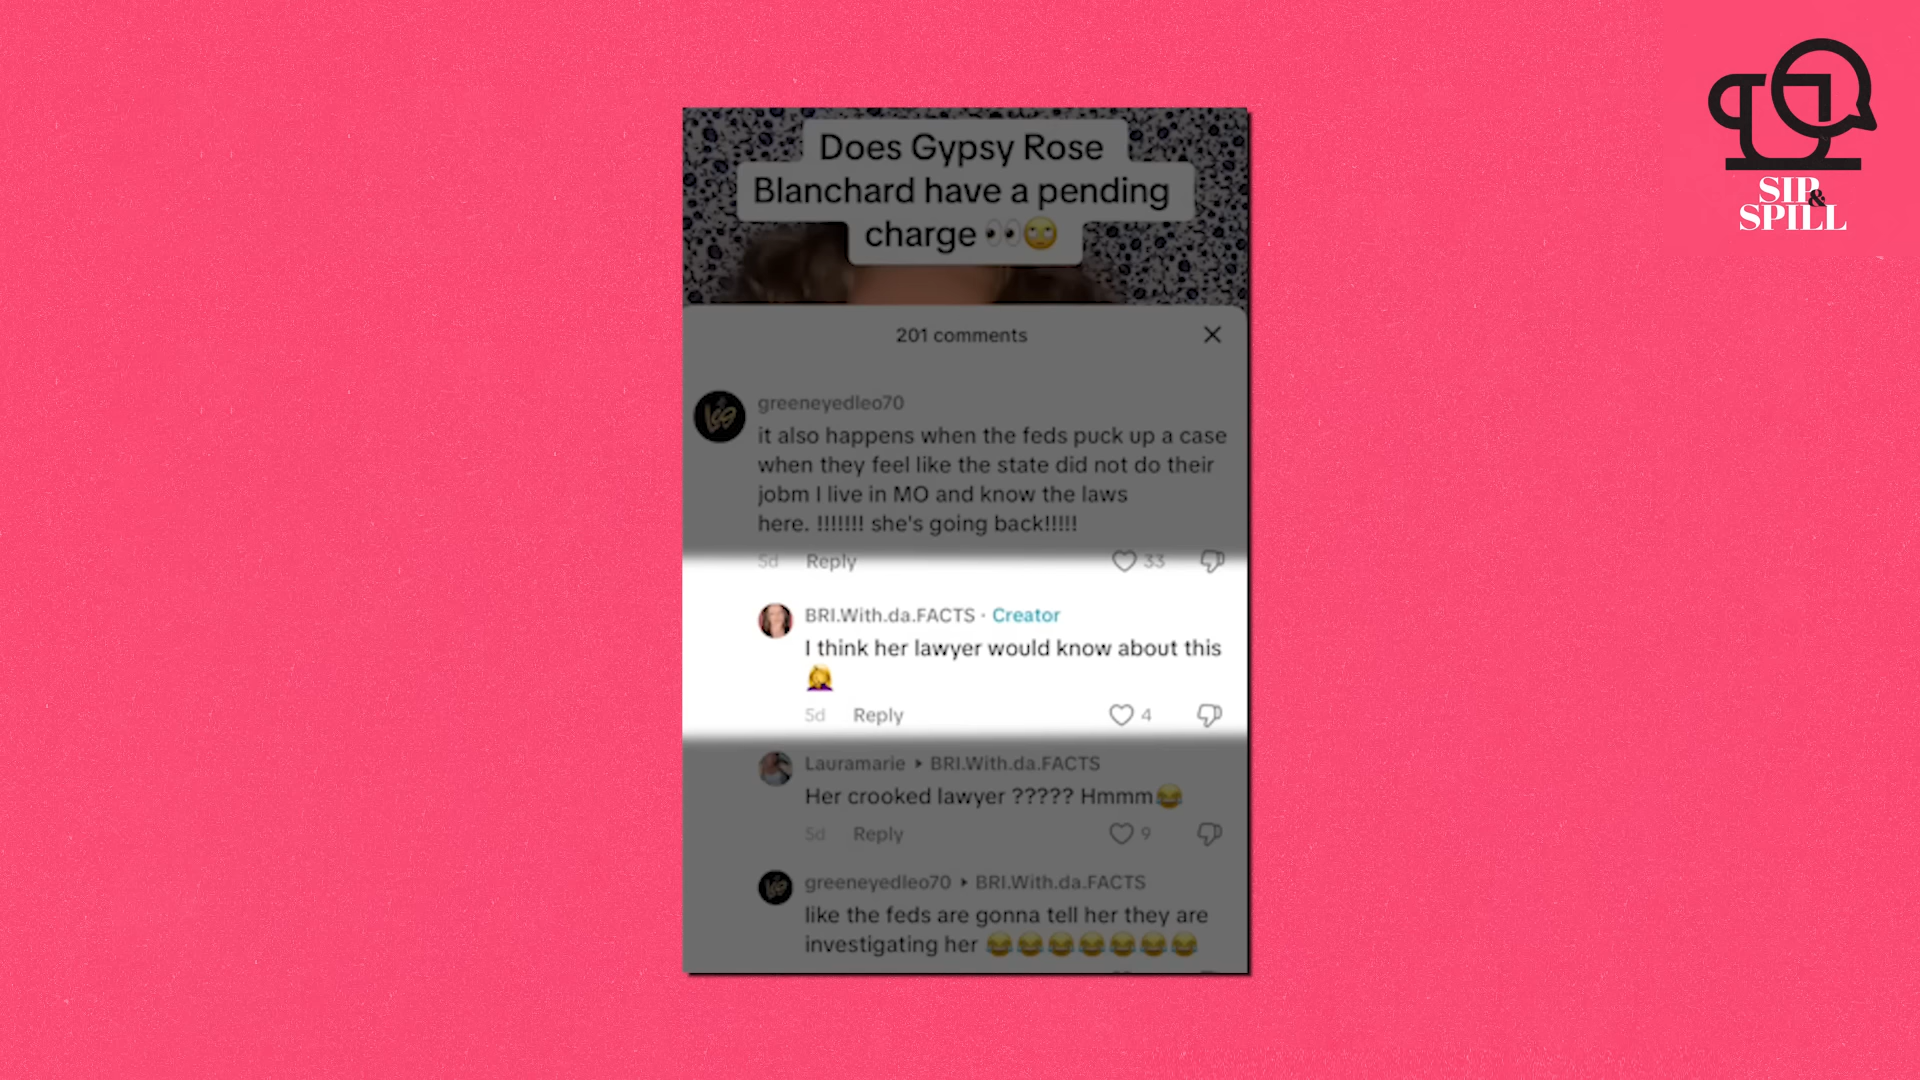 SIP &
SPILL
Does Gypsy Rose
Blanchard have a pending
charge 👀🙄
201 comments
greeneyedleo70
it also happens when the feds puck up a case
when they feel like the state did not do their
jobm I live in MO and know the laws
here. !!!!!!! she's going back!!!!!
5d Reply 33
BRI.With.da.FACTS · Creator
I think her lawyer would know about this
🤦‍♀️
5d Reply 4
Lauramarie ▸ BRI.With.da.FACTS
Her crooked lawyer ????? Hmmm😂
5d Reply 9
greeneyedleo70 ▸ BRI.With.da.FACTS
like the feds are gonna tell her they are
investigating her 😂😂😂😂😂😂😂